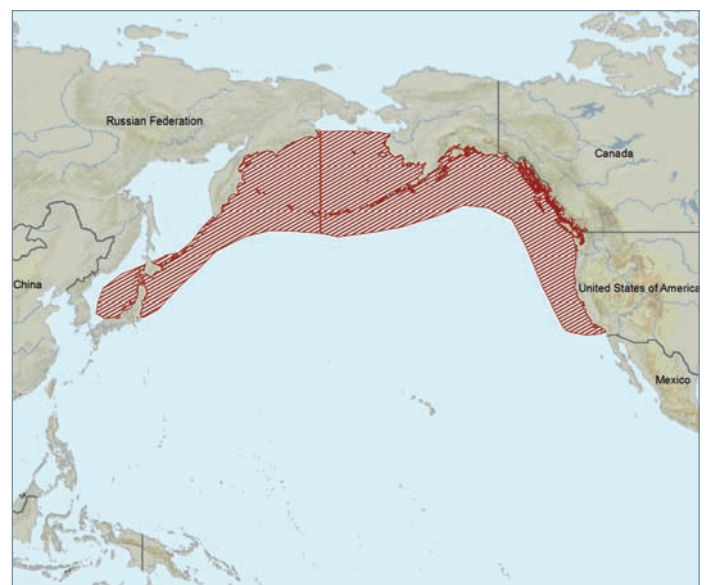 Russian Federation
Canada
China
United States of America
Mexico